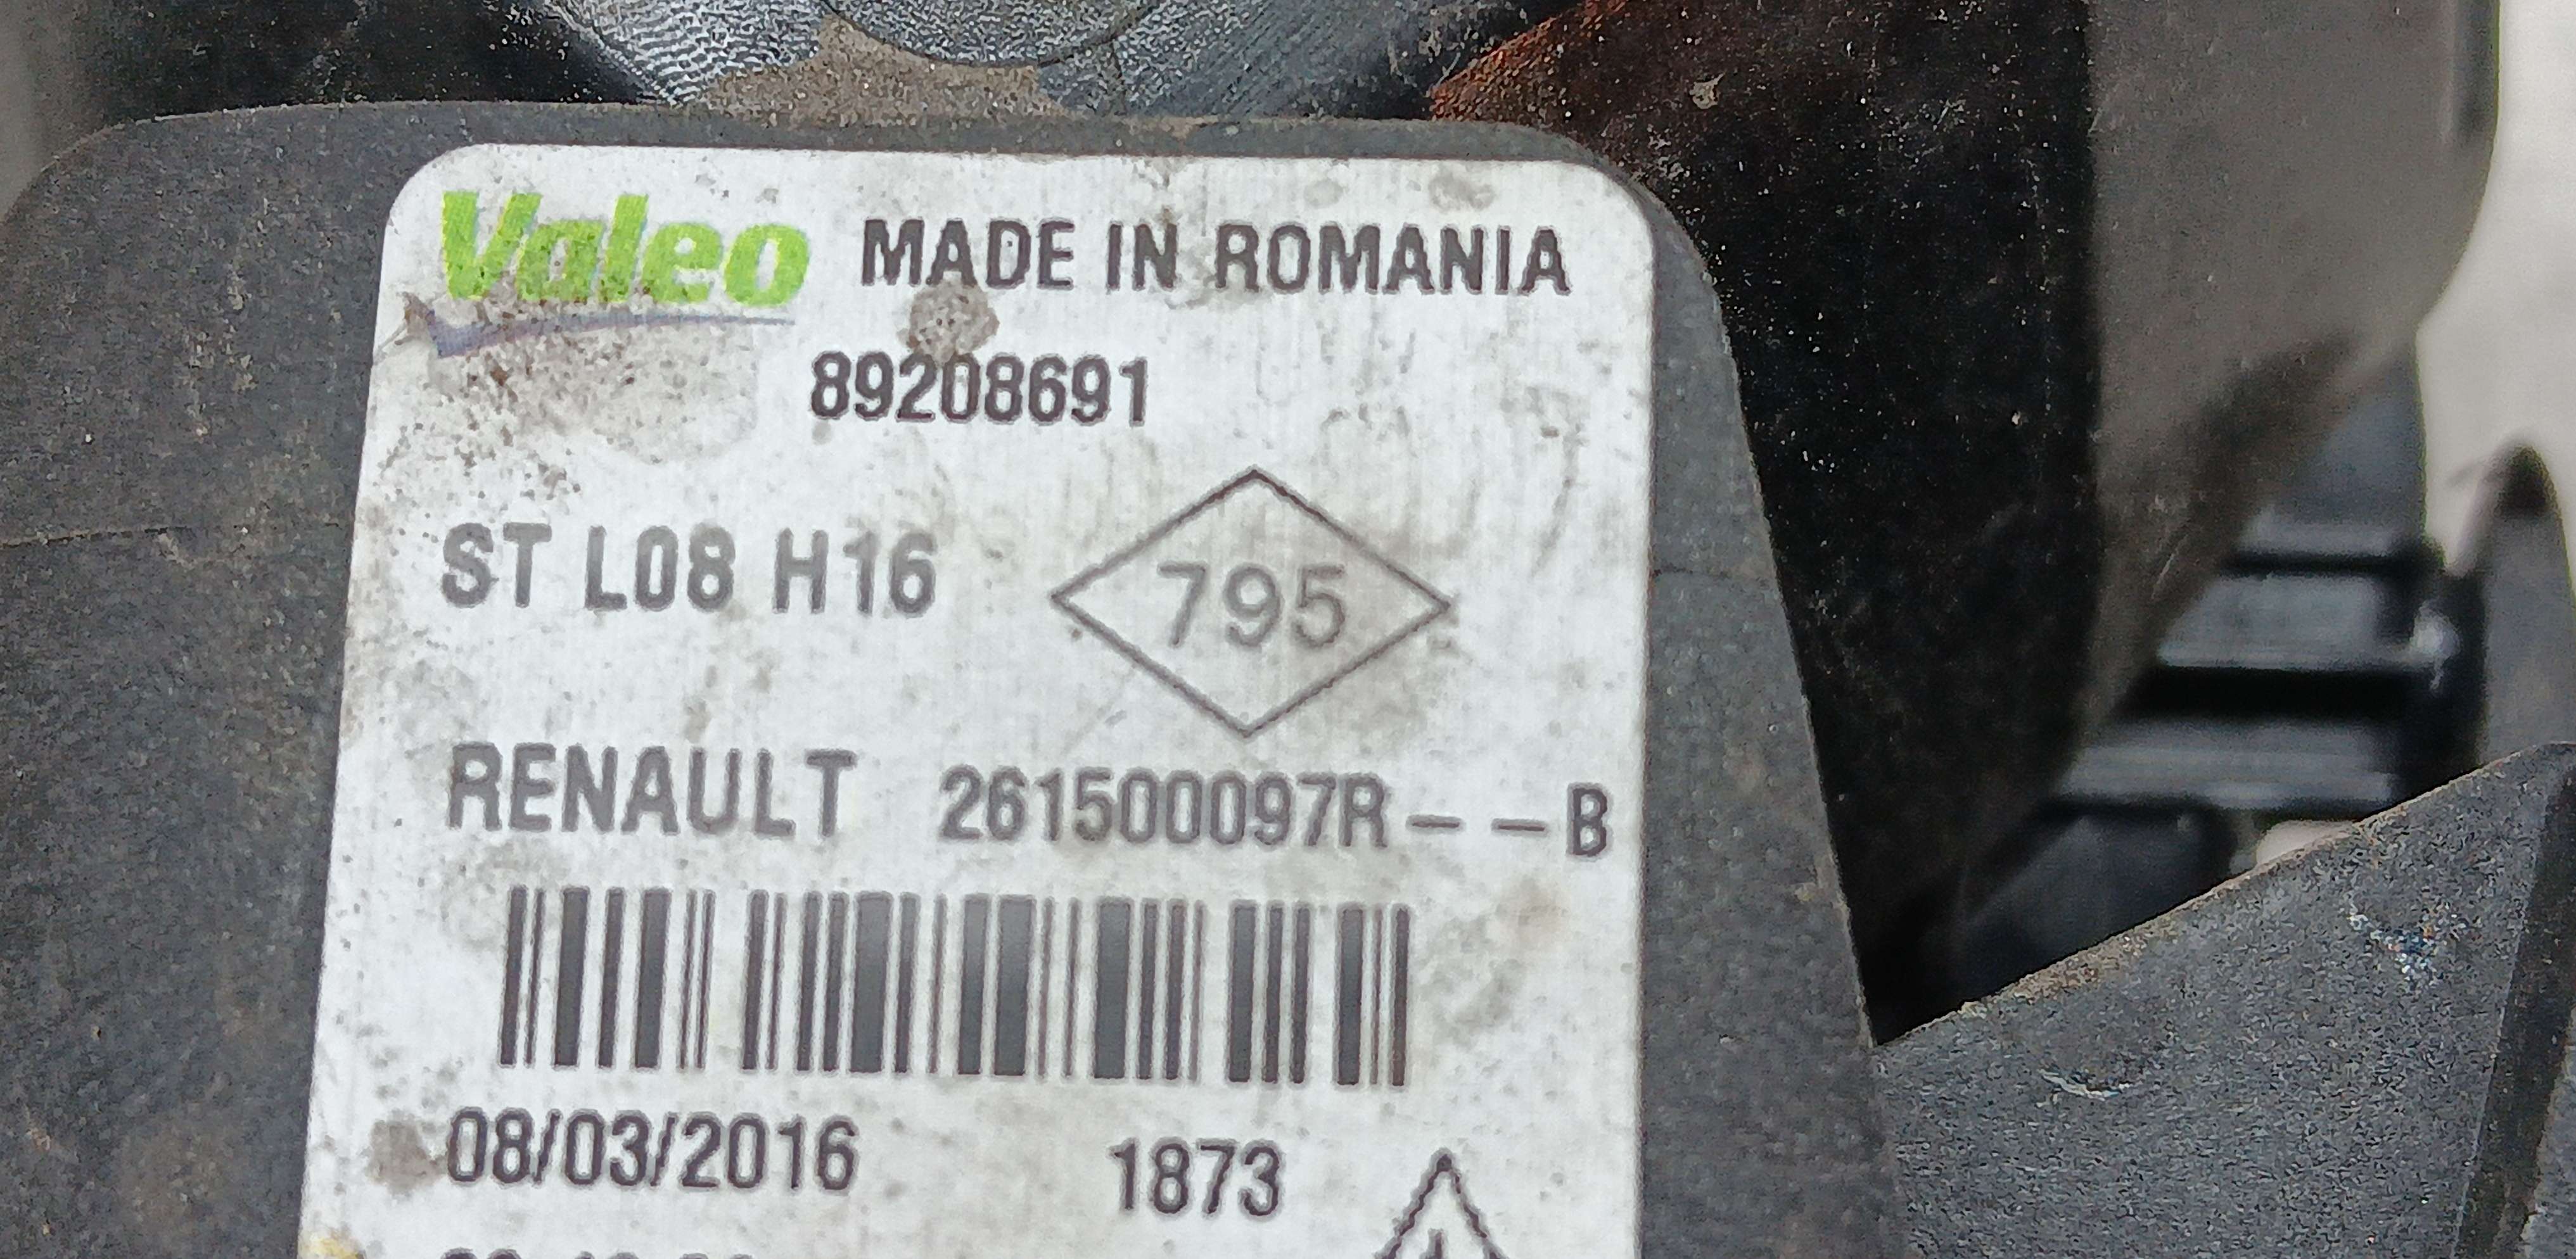 Valeo MADE IN ROMANIA
89208691
ST L08 H16 795
RENAULT 261500097R--B
08/03/2016 1873